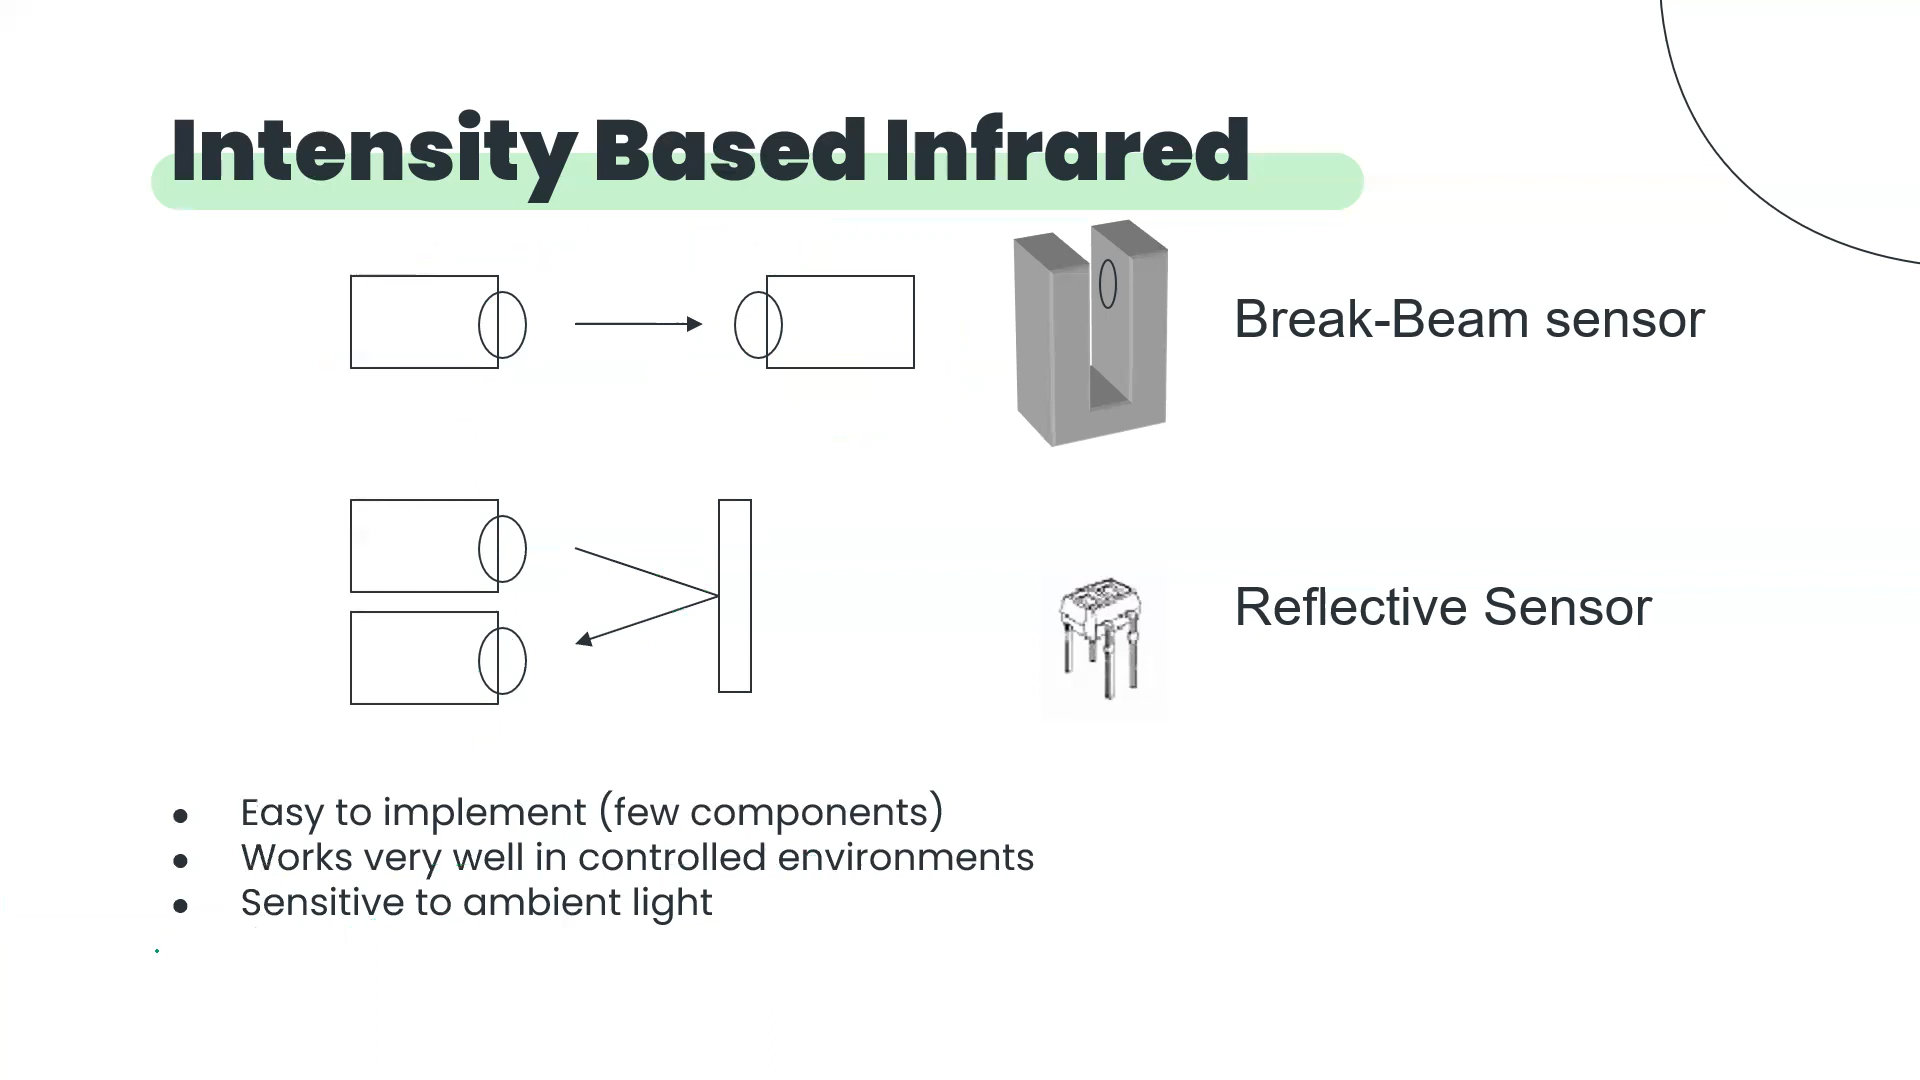 Intensity Based Infrared
Break-Beam sensor
Reflective Sensor
● Easy to implement (few components)
● Works very well in controlled environments
● Sensitive to ambient light